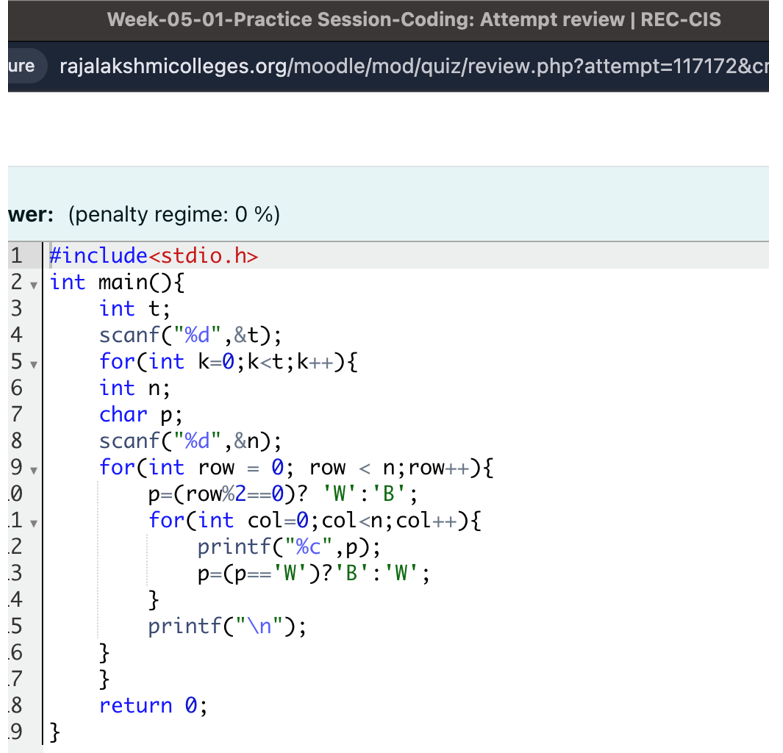 Week-05-01-Practice Session-Coding: Attempt review | REC-CIS
ure rajalakshmicolleges.org/moodle/mod/quiz/review.php?attempt=117172&cr
wer: (penalty regime: 0 %)
1 #include<stdio.h>
2 int main(){
3 int t;
4 scanf("%d",&t);
5 for(int k=0;k<t;k++){
6 int n;
7 char p;
8 scanf("%d",&n);
9 for(int row = 0; row < n;row++){
.0 p=(row%2==0)? 'W':'B';
.1 for(int col=0;col<n;col++){
.2 printf("%c",p);
.3 p=(p=='W')?'B':'W';
.4 }
.5 printf("\n");
.6 }
.7 }
.8 return 0;
.9 }